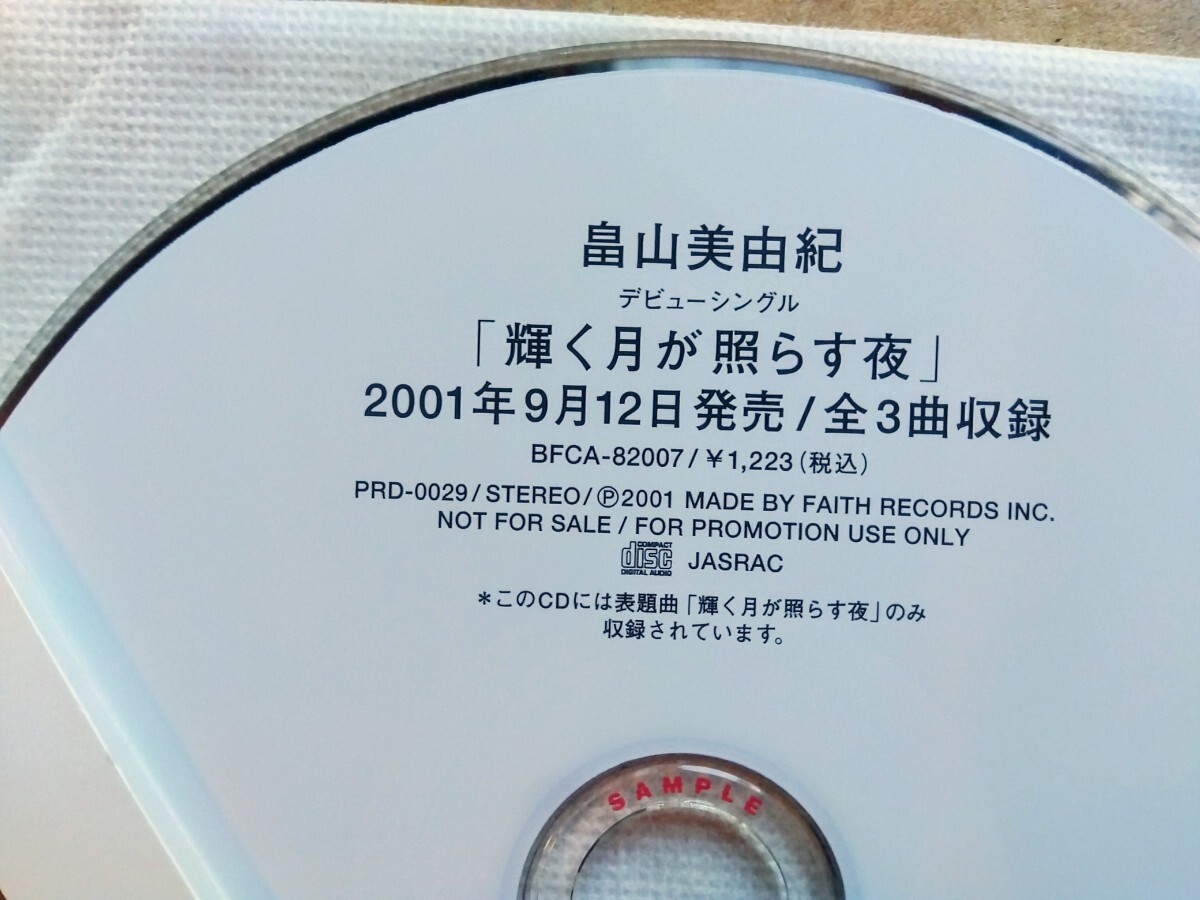 畠山美由紀
デビューシングル
「輝く月が照らす夜」
2001年9月12日発売/全3曲収録
BFCA-82007/¥1,223(税込)
PRD-0029/STEREO/℗2001 MADE BY FAITH RECORDS INC.
NOT FOR SALE/FOR PROMOTION USE ONLY
COMPACT disc DIGITAL AUDIO JASRAC
*このCDには表題曲「輝く月が照らす夜」のみ
収録されています。
SAMPLE